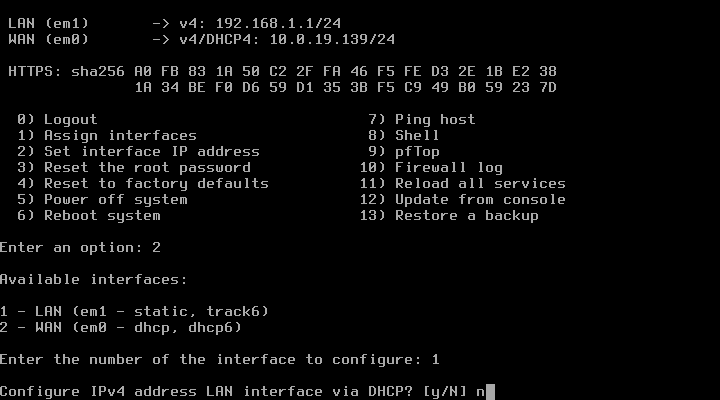 LAN (em1)       -> v4: 192.168.1.1/24
WAN (em0)       -> v4/DHCP4: 10.0.19.139/24
HTTPS: sha256 A0 FB 83 1A 50 C2 2F FA 46 F5 FE D3 2E 1B E2 38
1A 34 BE F0 D6 59 D1 35 3B F5 C9 49 B0 59 23 7D
0) Logout                              7) Ping host
1) Assign interfaces                   8) Shell
2) Set interface IP address            9) pfTop
3) Reset the root password            10) Firewall log
4) Reset to factory defaults          11) Reload all services
5) Power off system                   12) Update from console
6) Reboot system                      13) Restore a backup
Enter an option: 2
Available interfaces:
1 - LAN (em1 - static, track6)
2 - WAN (em0 - dhcp, dhcp6)
Enter the number of the interface to configure: 1
Configure IPv4 address LAN interface via DHCP? [y/N] n